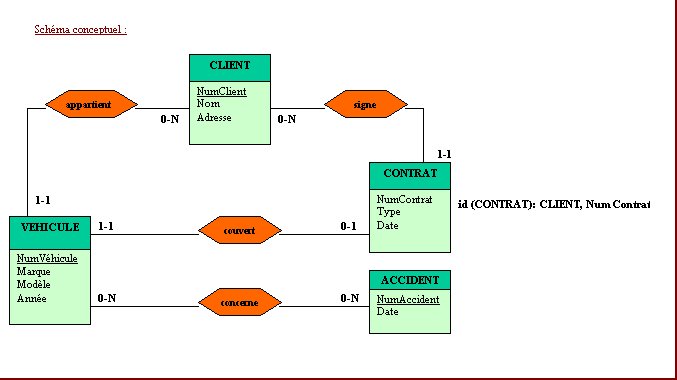 Schéma conceptuel :
CLIENT
NumClient
Nom
Adresse
appartient
signe
0-N
0-N
1-1
CONTRAT
NumContrat
Type
Date
id (CONTRAT): CLIENT, Num Contrat
1-1
VEHICULE
1-1
couvert
0-1
NumVéhicule
Marque
Modèle
Année
ACCIDENT
0-N
concerne
0-N
NumAccident
Date